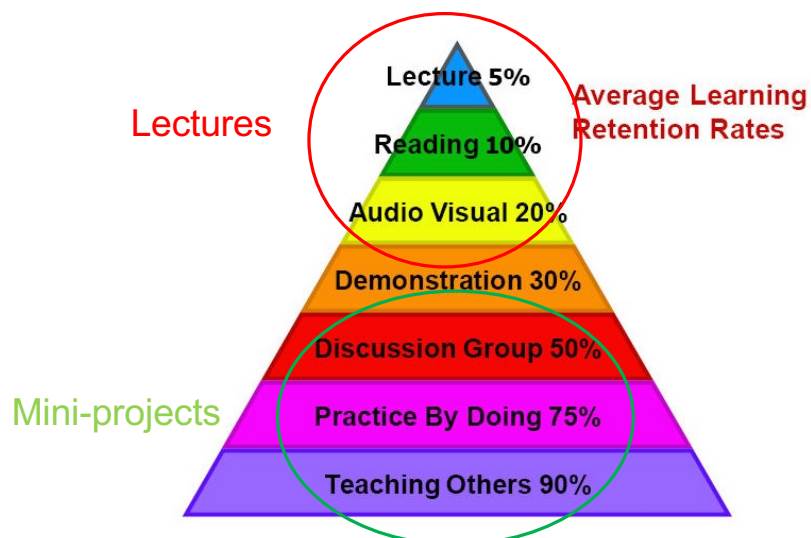 Lecture 5%
Lectures
Average Learning
Retention Rates
Reading 10%
Audio Visual 20%
Demonstration 30%
Discussion Group 50%
Mini-projects
Practice By Doing 75%
Teaching Others 90%